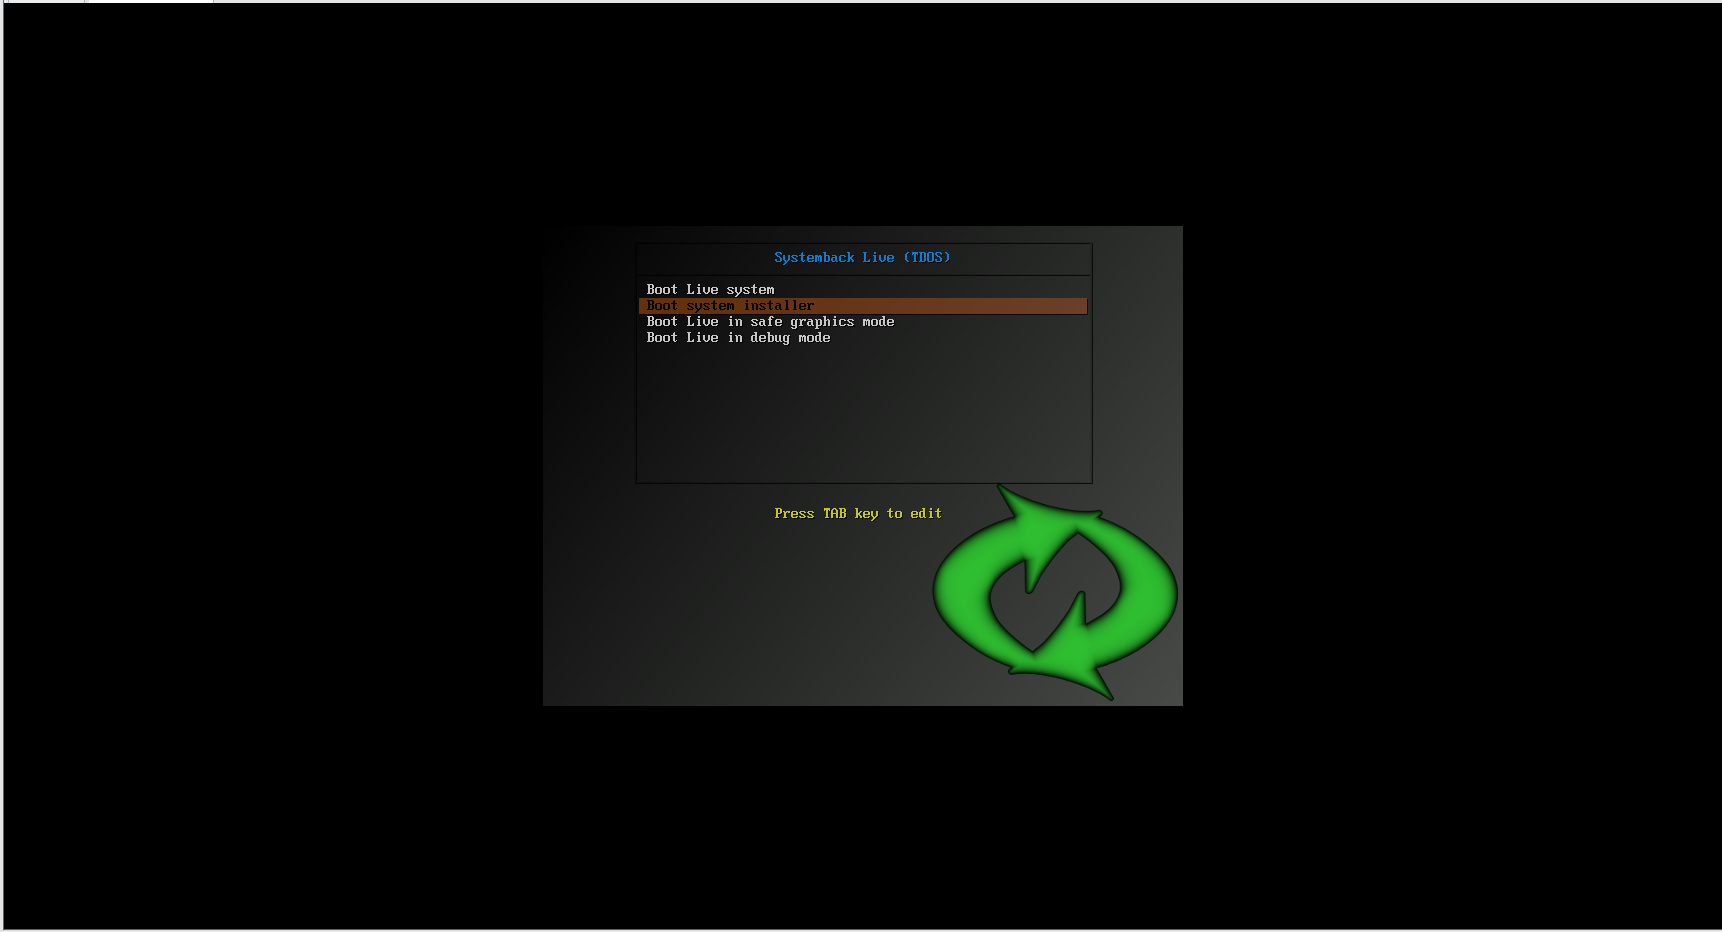 Systemback Live (TDOS)
Boot Live system
Boot system installer
Boot Live in safe graphics mode
Boot Live in debug mode
Press TAB key to edit